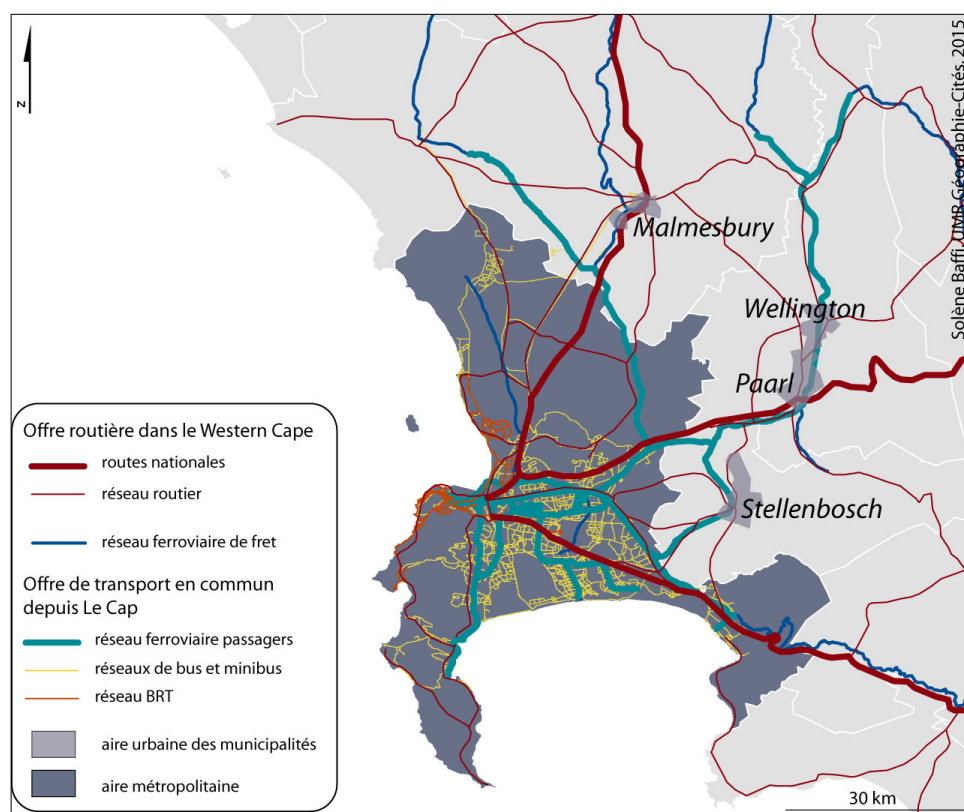 z
Solène Baffi, UMR Géographie-Cités, 2015
Malmesbury
Wellington
Paarl
Stellenbosch
Offre routière dans le Western Cape
routes nationales
réseau routier
réseau ferroviaire de fret
Offre de transport en commun
depuis Le Cap
réseau ferroviaire passagers
réseaux de bus et minibus
réseau BRT
aire urbaine des municipalités
aire métropolitaine
30 km